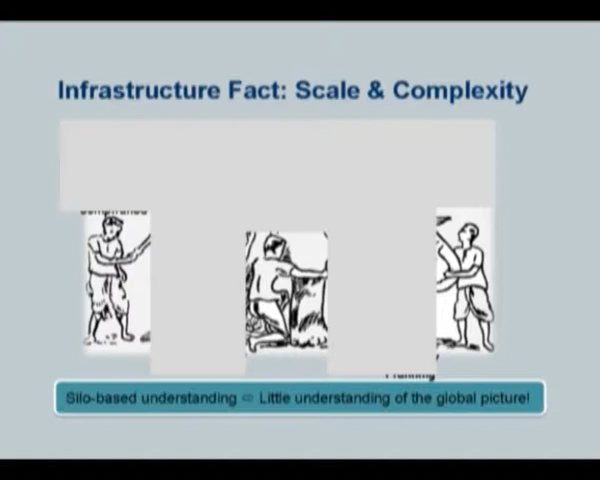 Infrastructure Fact: Scale & Complexity
Silo-based understanding ⇨ Little understanding of the global picture!